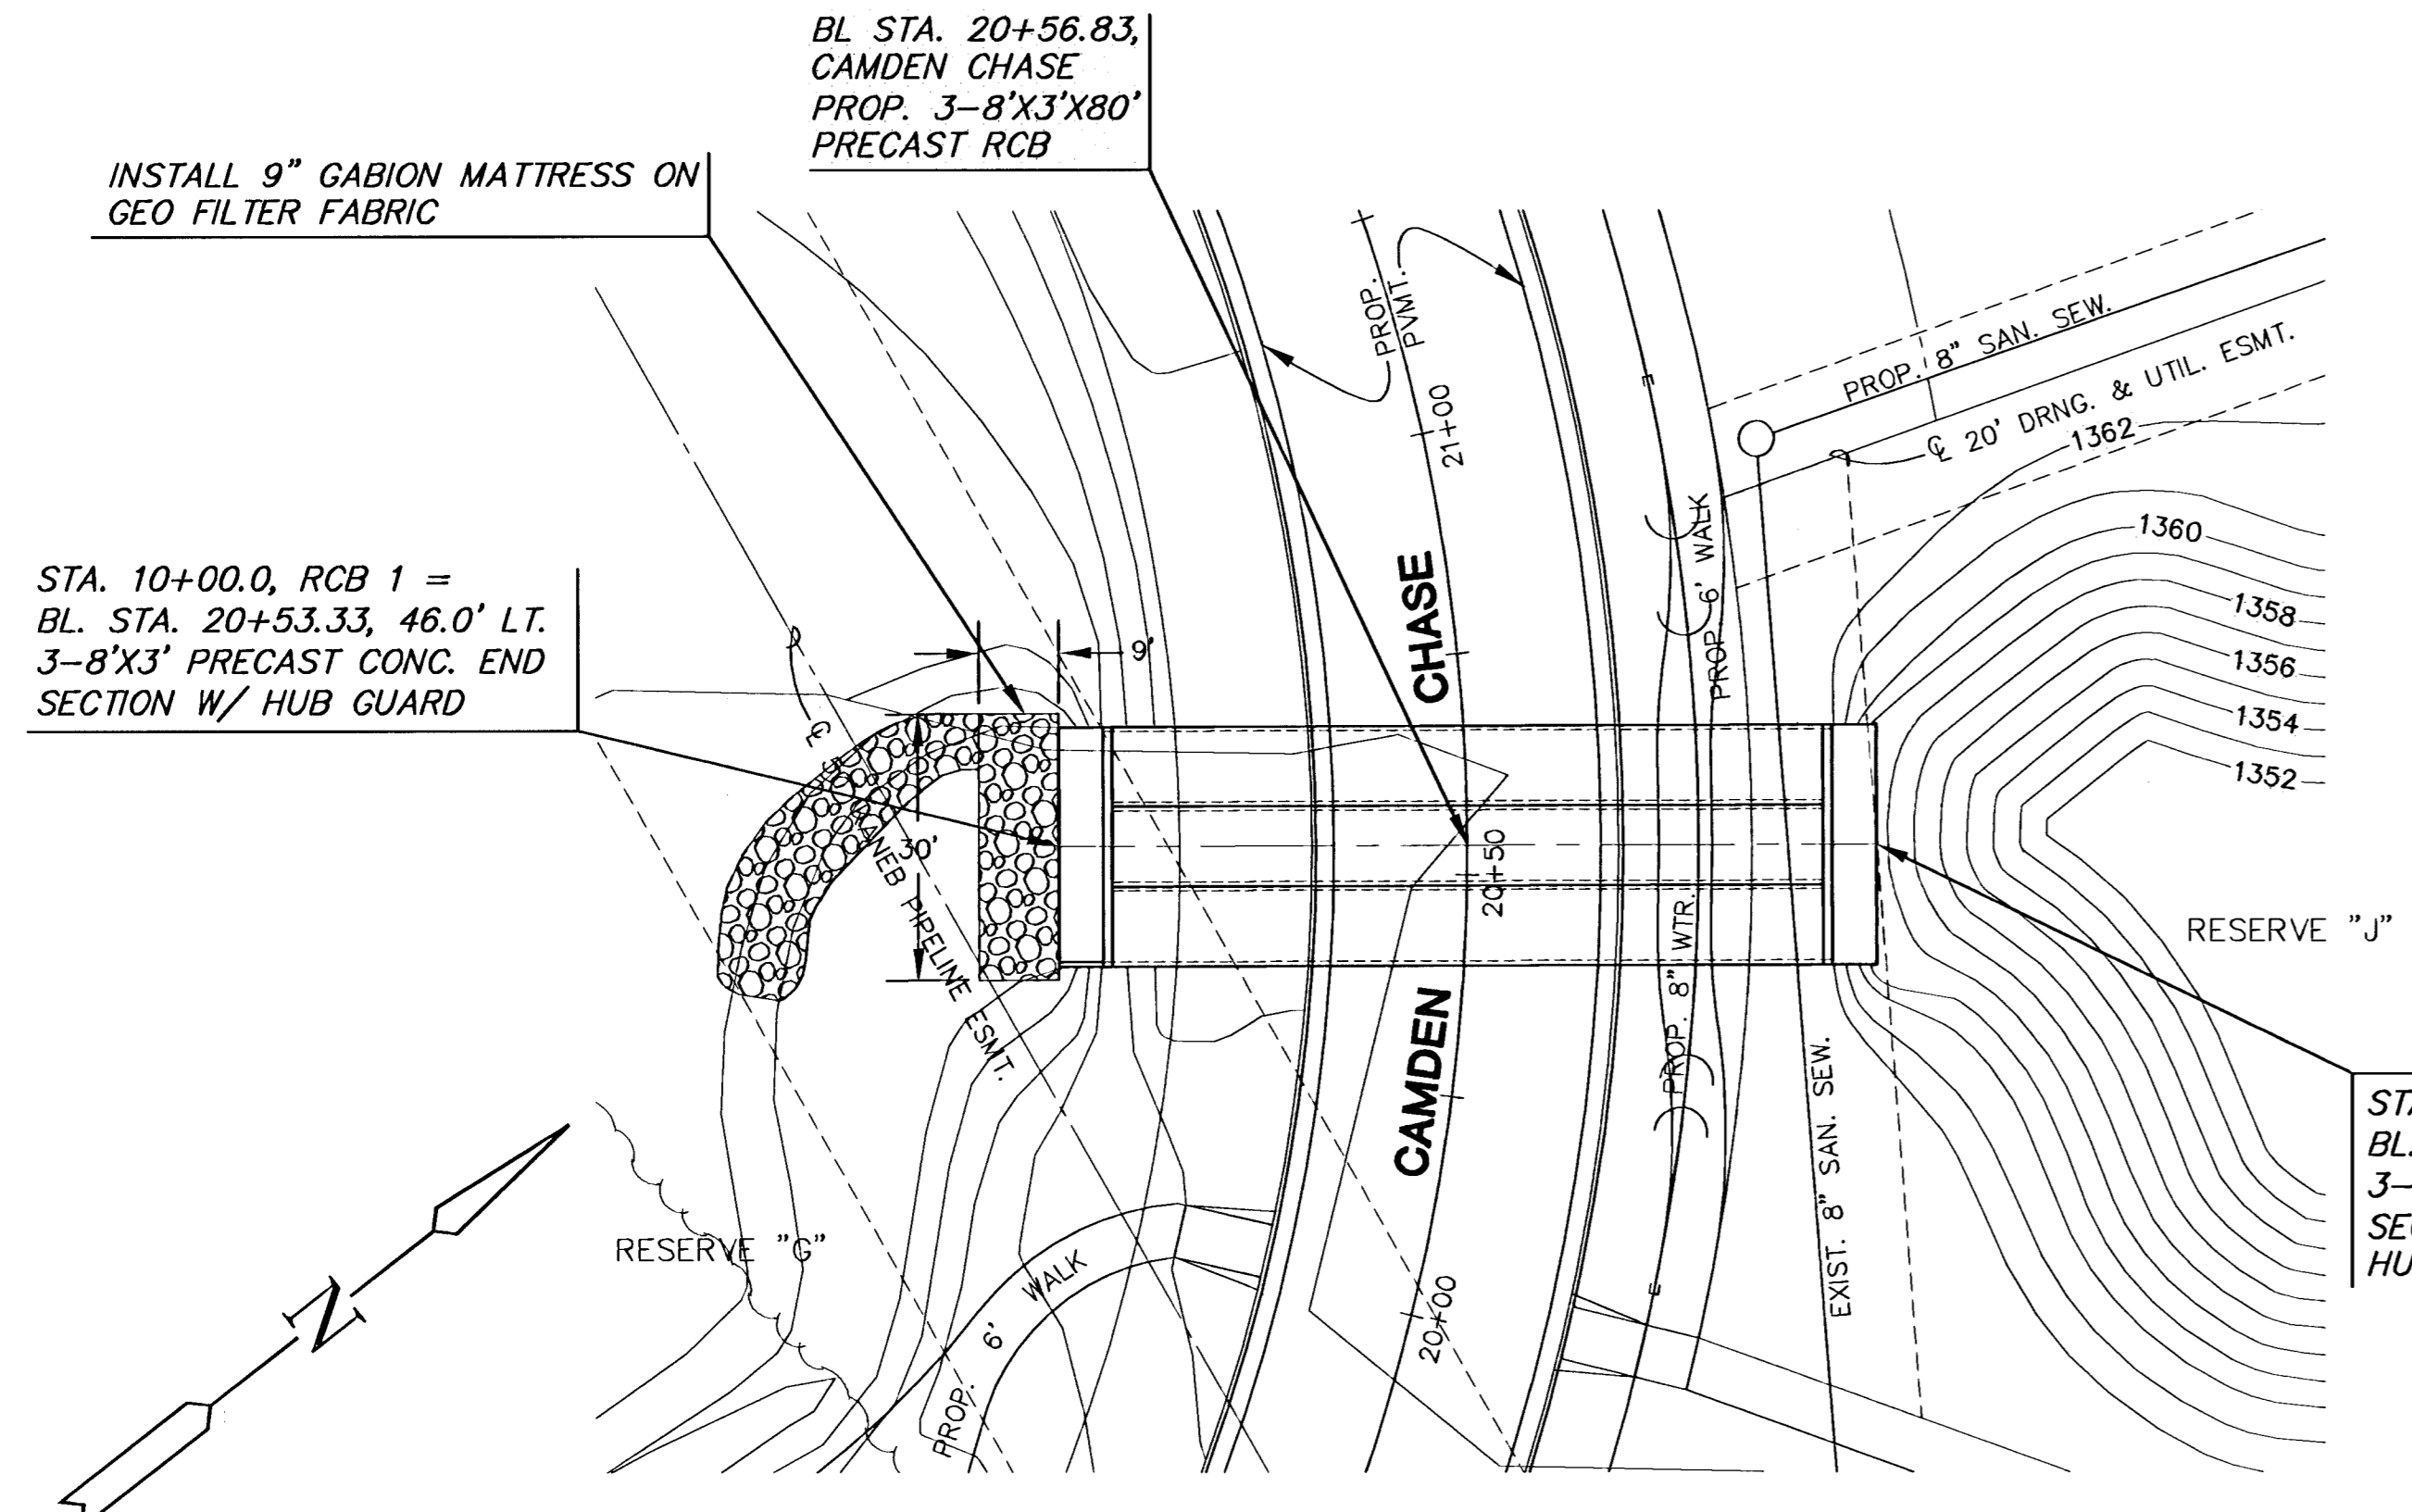 BL STA. 20+56.83,
CAMDEN CHASE
PROP. 3-8'X3'X80'
PRECAST RCB
INSTALL 9" GABION MATTRESS ON
GEO FILTER FABRIC
STA. 10+00.0, RCB 1 =
BL. STA. 20+53.33, 46.0' LT.
3-8'X3' PRECAST CONC. END
SECTION W/ HUB GUARD
PROP.
PVMT.
21+00
PROP. 8" SAN. SEW.
℄ 20' DRNG. & UTIL. ESMT.
1362
1360
1358
1356
1354
1352
9'
30'
CAMDEN CHASE
PROP 6' WALK
20+50
PROP. 8" WTR.
PIPELINE ESMT.
RESERVE "J"
EXIST. 8" SAN. SEW.
RESERVE "G"
PROP. 6' WALK
20+00
N
E
E
BL.
3-